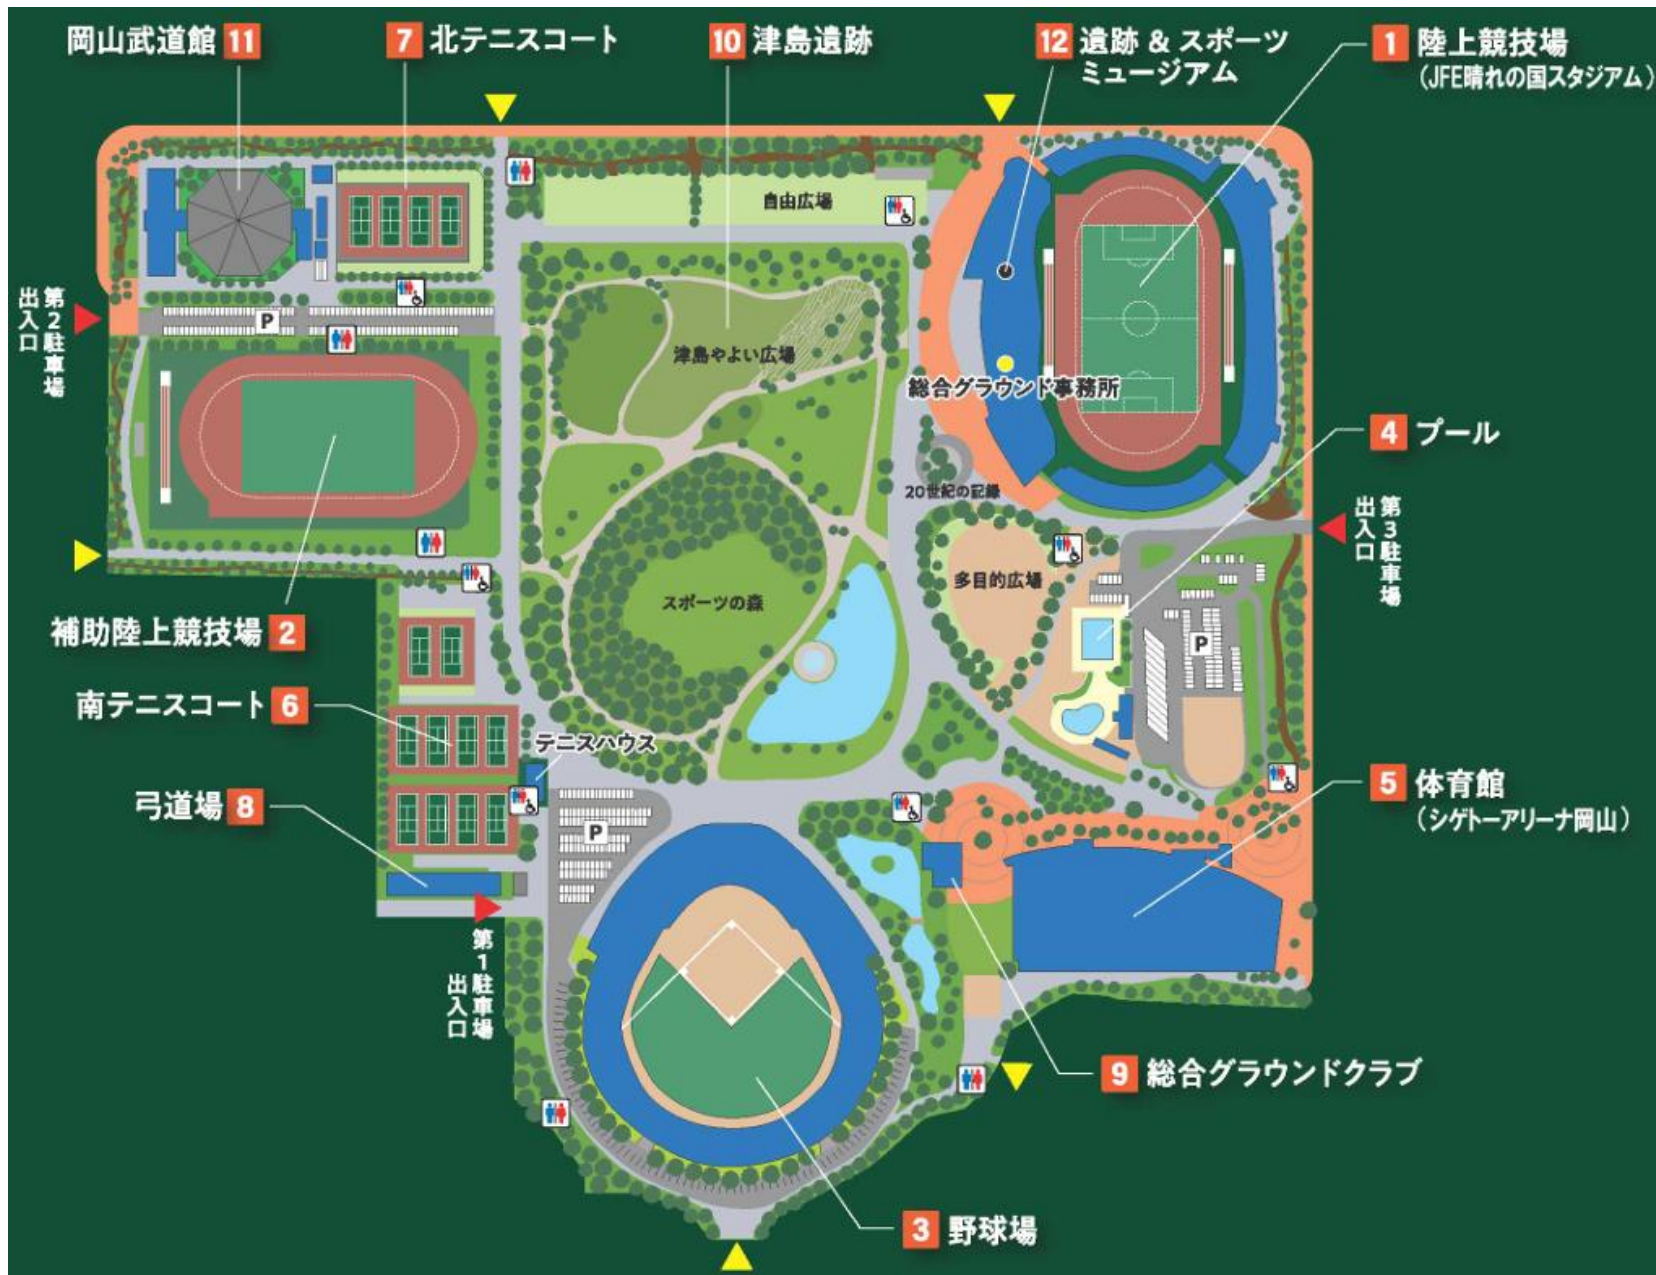 岡山武道館 11
7 北テニスコート
10 津島遺跡
12 遺跡 & スポーツ
ミュージアム
1 陸上競技場
(JFE晴れの国スタジアム)
自由広場
第2駐車場
出入口
P
津島やよい広場
総合グラウンド事務所
4 プール
20世紀の記録
第3駐車場
出入口
多目的広場
スポーツの森
補助陸上競技場 2
P
南テニスコート 6
テニスハウス
5 体育館
(シゲトーアリーナ岡山)
弓道場 8
P
第1駐車場
出入口
9 総合グラウンドクラブ
3 野球場